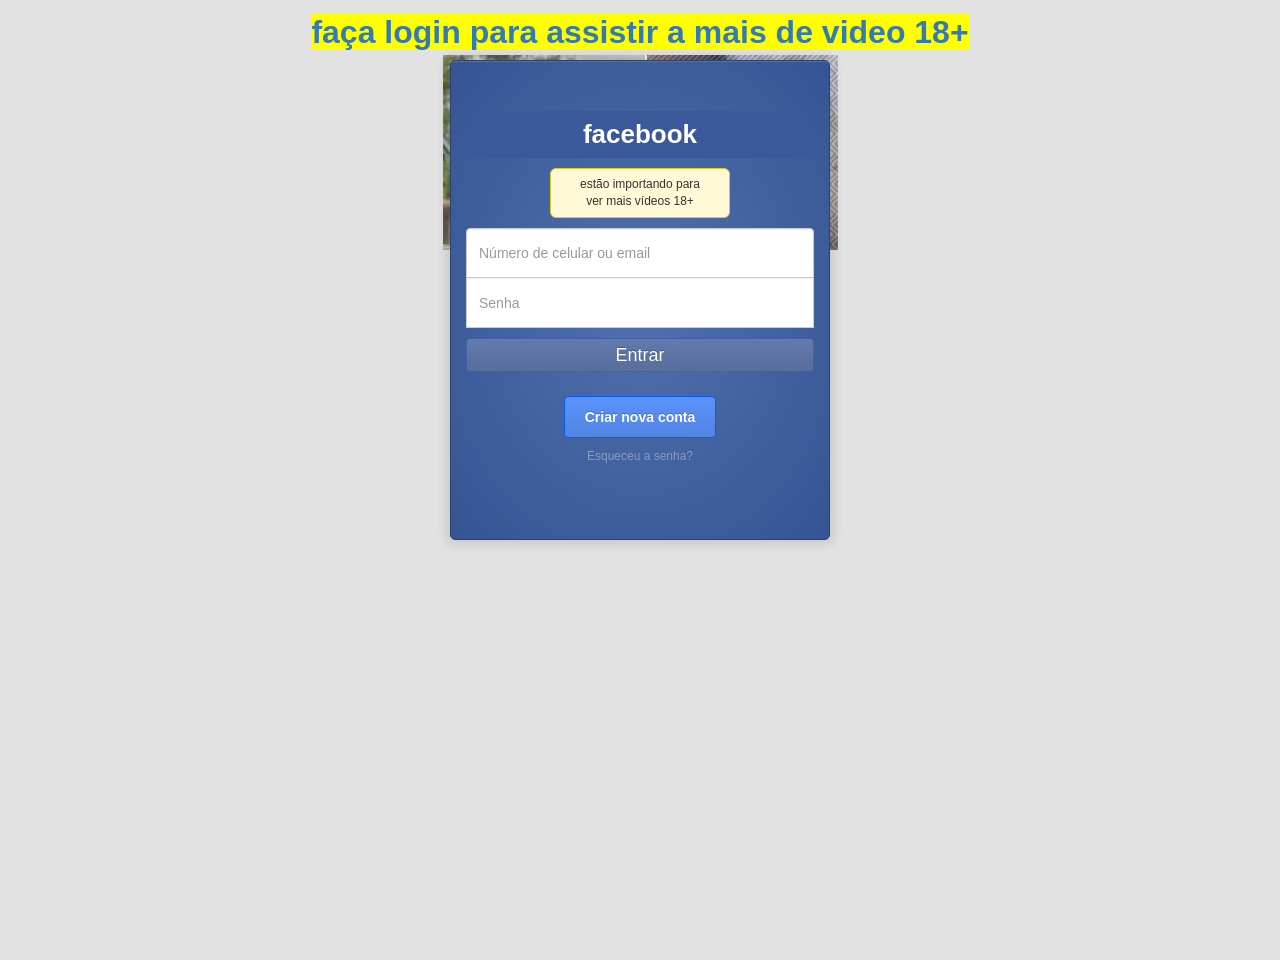 faça login para assistir a mais de video 18+
facebook
estão importando para
ver mais vídeos 18+
Número de celular ou email
Senha
Entrar
Criar nova conta
Esqueceu a senha?